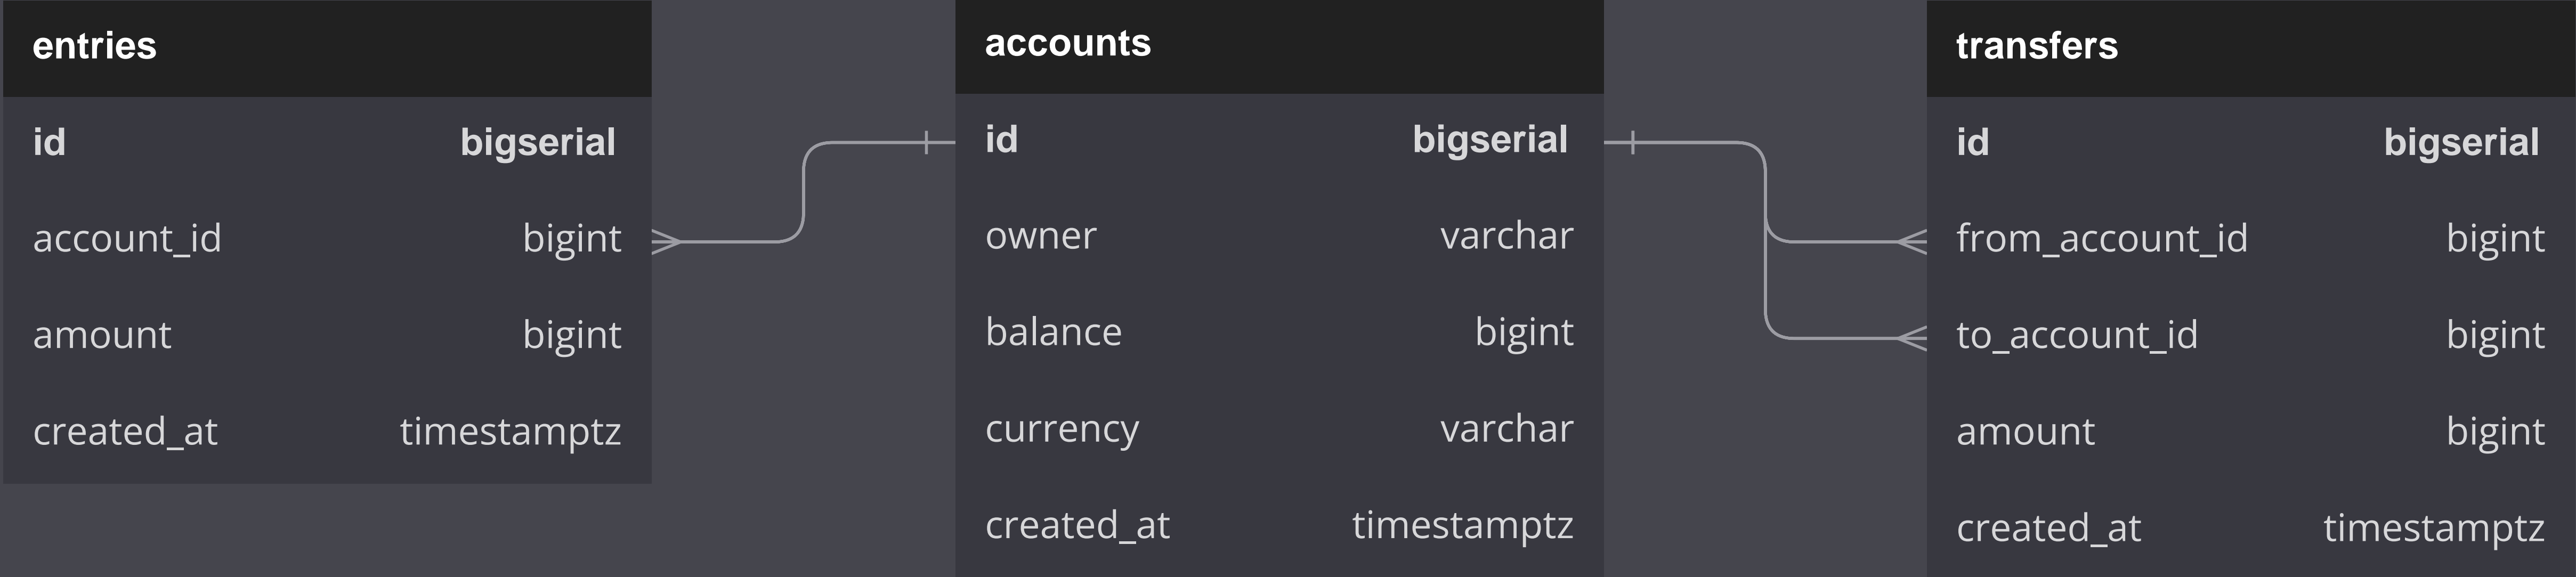 entries
id bigserial
account_id bigint
amount bigint
created_at timestamptz
accounts
id bigserial
owner varchar
balance bigint
currency varchar
created_at timestamptz
transfers
id bigserial
from_account_id bigint
to_account_id bigint
amount bigint
created_at timestamptz